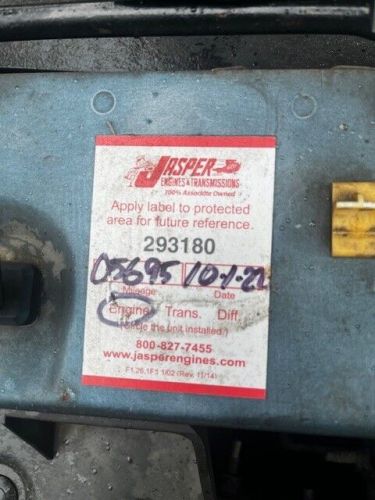 JASPER
ENGINES & TRANSMISSIONS
100% Associate Owned
Apply label to protected
area for future reference.
293180
05695 10-1-22
Mileage Date
Engine Trans. Diff.
(Circle the unit installed.)
800-827-7455
www.jasperengines.com